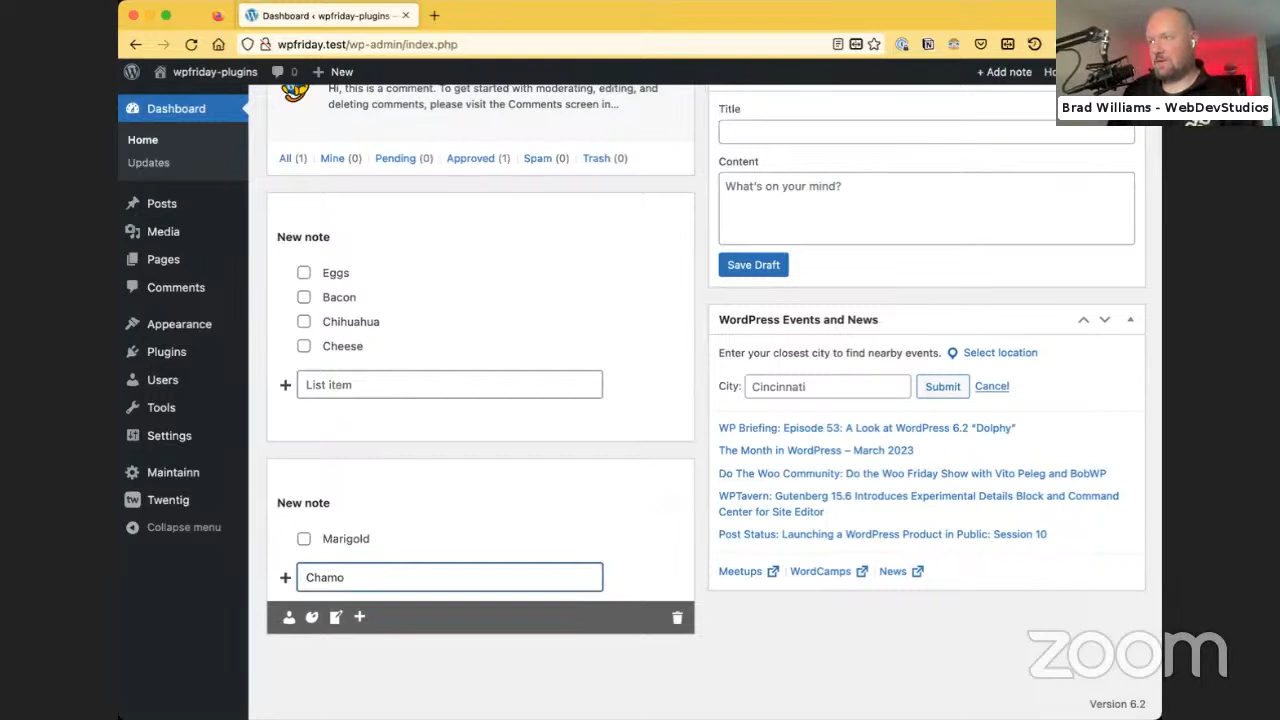 Dashboard ‹ wpfriday-plugins —
wpfriday.test/wp-admin/index.php
wpfriday-plugins
0
New
+ Add note
Ho
Brad Williams - WebDevStudios
Dashboard
Home
Updates
Posts
Media
Pages
Comments
Appearance
Plugins
Users
Tools
Settings
Maintainn
tw Twentig
Collapse menu
Hi, this is a comment. To get started with moderating, editing, and
deleting comments, please visit the Comments screen in…
All (1) | Mine (0) | Pending (0) | Approved (1) | Spam (0) | Trash (0)
New note
Eggs
Bacon
Chihuahua
Cheese
List item
New note
Marigold
Chamo
Title
Content
What's on your mind?
Save Draft
WordPress Events and News
Enter your closest city to find nearby events. Select location
City: Cincinnati Submit Cancel
WP Briefing: Episode 53: A Look at WordPress 6.2 “Dolphy”
The Month in WordPress – March 2023
Do The Woo Community: Do the Woo Friday Show with Vito Peleg and BobWP
WPTavern: Gutenberg 15.6 Introduces Experimental Details Block and Command
Center for Site Editor
Post Status: Launching a WordPress Product in Public: Session 10
Meetups | WordCamps | News
zoom
Version 6.2